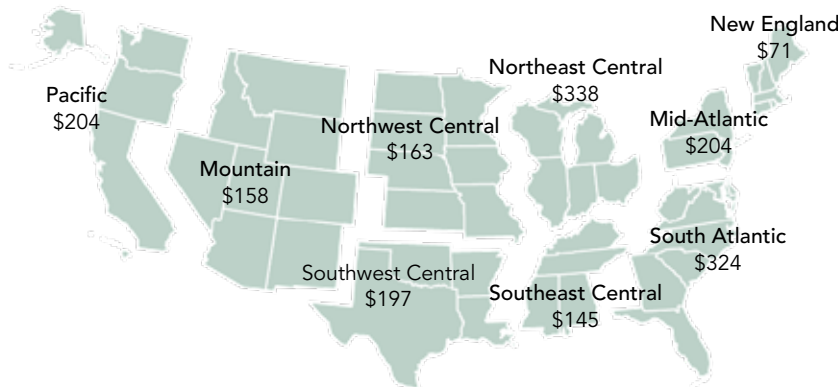 New England
$71
Northeast Central
$338
Pacific
$204
Northwest Central
$163
Mid-Atlantic
$204
Mountain
$158
South Atlantic
$324
Southwest Central
$197
Southeast Central
$145